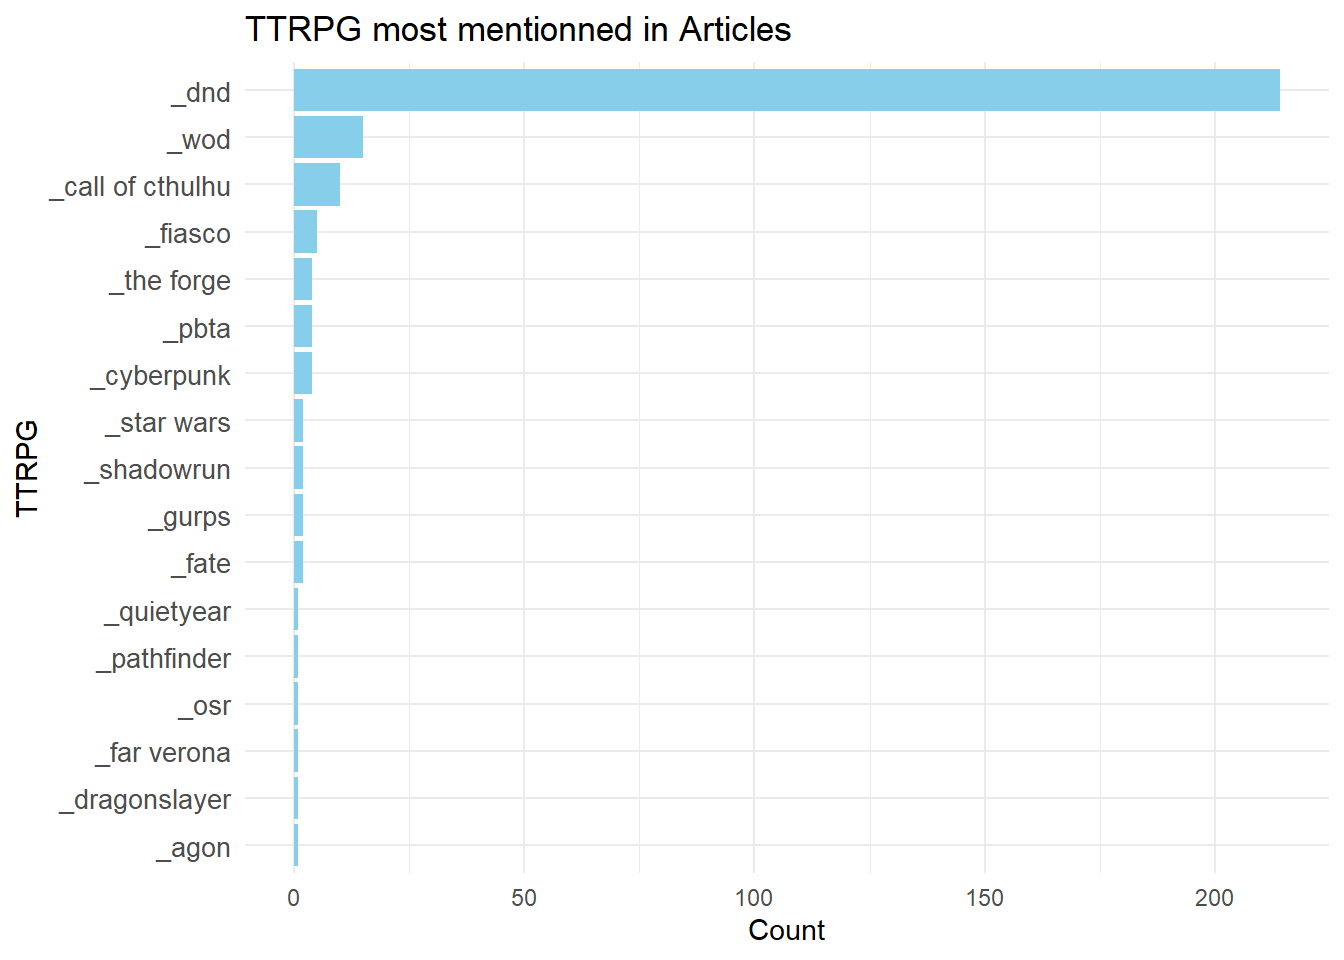 TTRPG most mentionned in Articles
_dnd
_wod
_call of cthulhu
_fiasco
_the forge
_pbta
_cyberpunk
_star wars
_shadowrun
_gurps
_fate
_quietyear
_pathfinder
_osr
_far verona
_dragonslayer
_agon
TTRPG
0 50 100 150 200
Count